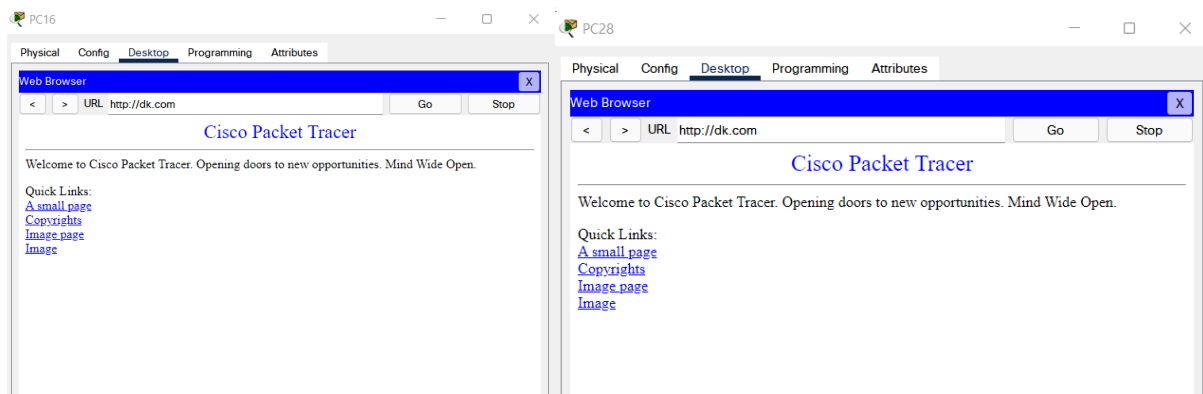 PC16
Physical Config Desktop Programming Attributes
Web Browser X
< > URL http://dk.com Go Stop
Cisco Packet Tracer
Welcome to Cisco Packet Tracer. Opening doors to new opportunities. Mind Wide Open.
Quick Links:
A small page
Copyrights
Image page
Image
PC28
Physical Config Desktop Programming Attributes
Web Browser X
< > URL http://dk.com Go Stop
Cisco Packet Tracer
Welcome to Cisco Packet Tracer. Opening doors to new opportunities. Mind Wide Open.
Quick Links:
A small page
Copyrights
Image page
Image